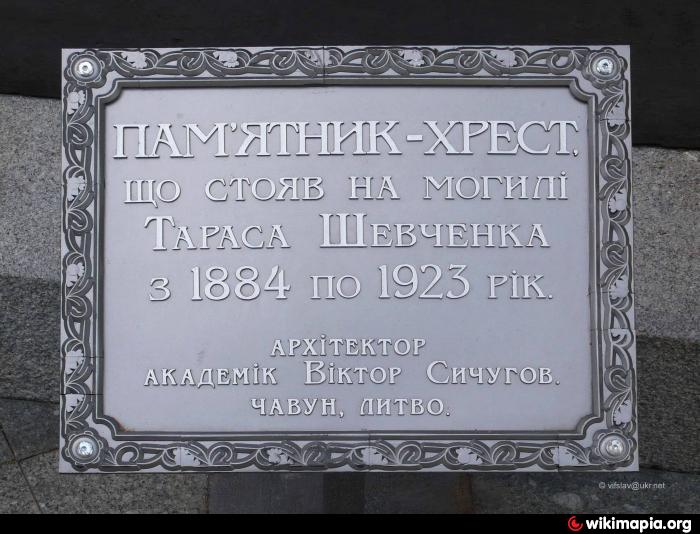 ПАМ'ЯТНИК-ХРЕСТ,
ЩО СТОЯВ НА МОГИЛІ
ТАРАСА ШЕВЧЕНКА
З 1884 ПО 1923 РІК.
АРХІТЕКТОР
АКАДЕМІК ВІКТОР СИЧУГОВ.
ЧАВУН, ЛИТВО.
© vifslav@ukr.net
wikimapia.org